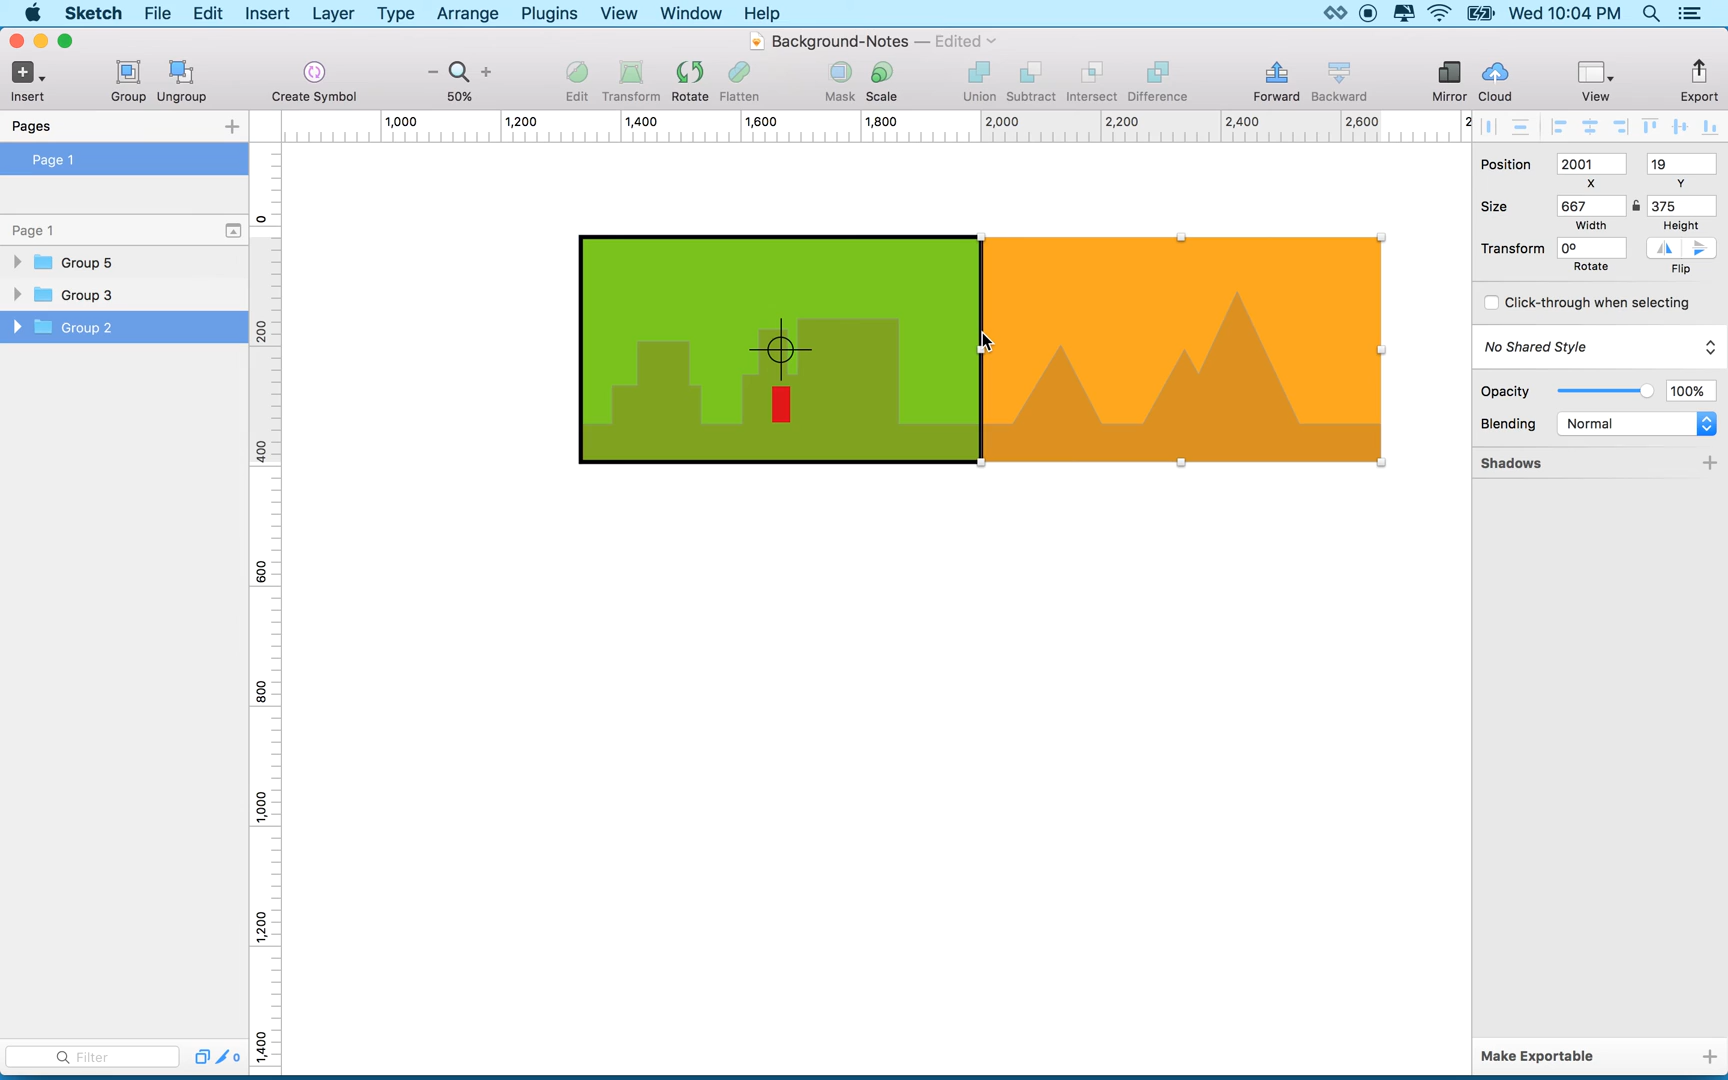 Sketch File Edit Insert Layer Type Arrange Plugins View Window Help Wed 10:04 PM
Background-Notes — Edited
Insert Group Ungroup Create Symbol 50% Edit Transform Rotate Flatten Mask Scale Union Subtract Intersect Difference Forward Backward Mirror Cloud View Export
Pages
Page 1
Page 1
Group 5
Group 3
Group 2
Filter 0
1,000 1,200 1,400 1,600 1,800 2,000 2,200 2,400 2,600 2
0
200
400
600
800
1,000
1,200
1,400
Position 2001 19
X Y
Size 667 375
Width Height
Transform 0º
Rotate Flip
Click-through when selecting
No Shared Style
Opacity 100%
Blending Normal
Shadows
Make Exportable